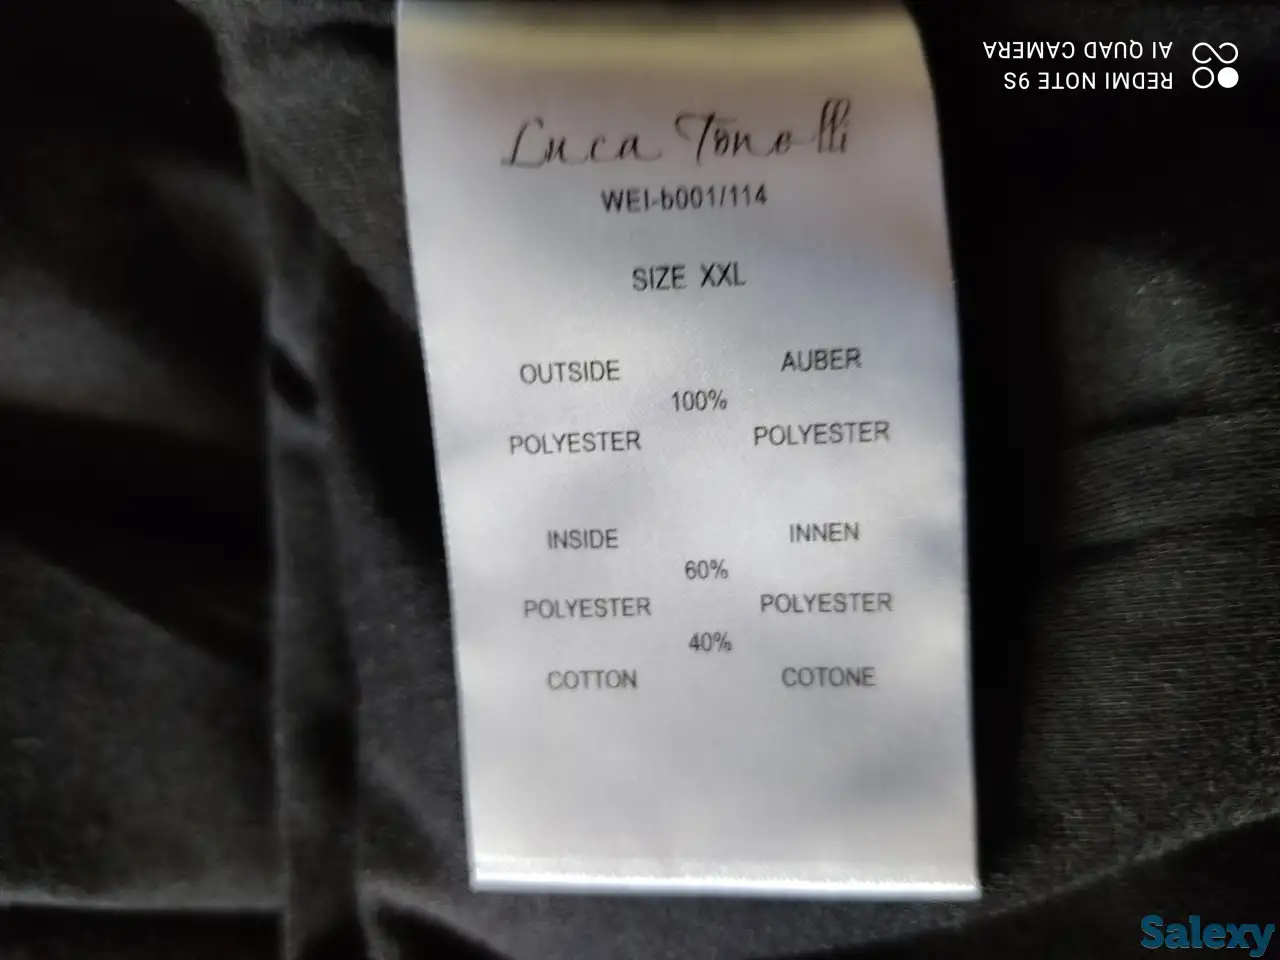 Luca Tonelli
WEI-b001/114
SIZE XXL
OUTSIDE AUBER
100%
POLYESTER POLYESTER
INSIDE INNEN
60%
POLYESTER POLYESTER
40%
COTTON COTONE
REDMI NOTE 9S
AI QUAD CAMERA
Salexy